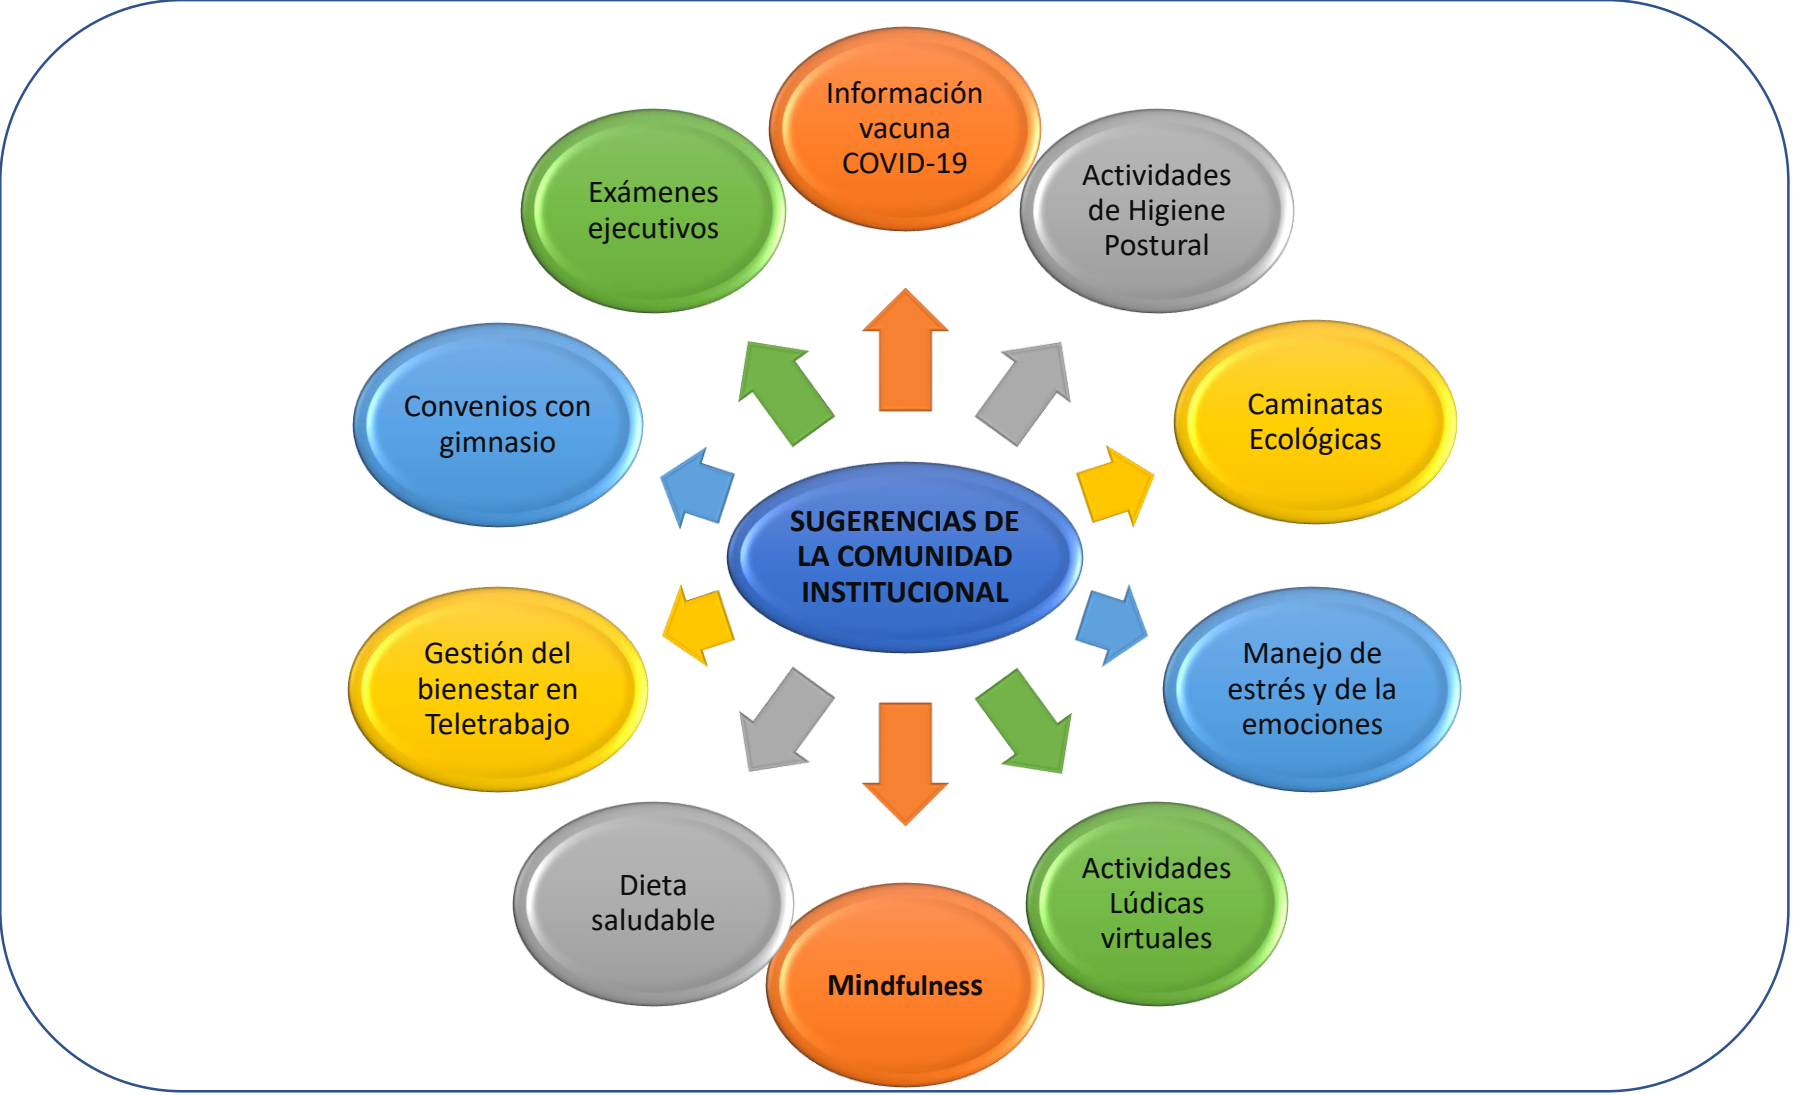 Información
vacuna
COVID-19
Actividades
de Higiene
Postural
Caminatas
Ecológicas
Manejo de
estrés y de la
emociones
Actividades
Lúdicas
virtuales
Mindfulness
Dieta
saludable
Gestión del
bienestar en
Teletrabajo
Convenios con
gimnasio
Exámenes
ejecutivos
SUGERENCIAS DE
LA COMUNIDAD
INSTITUCIONAL